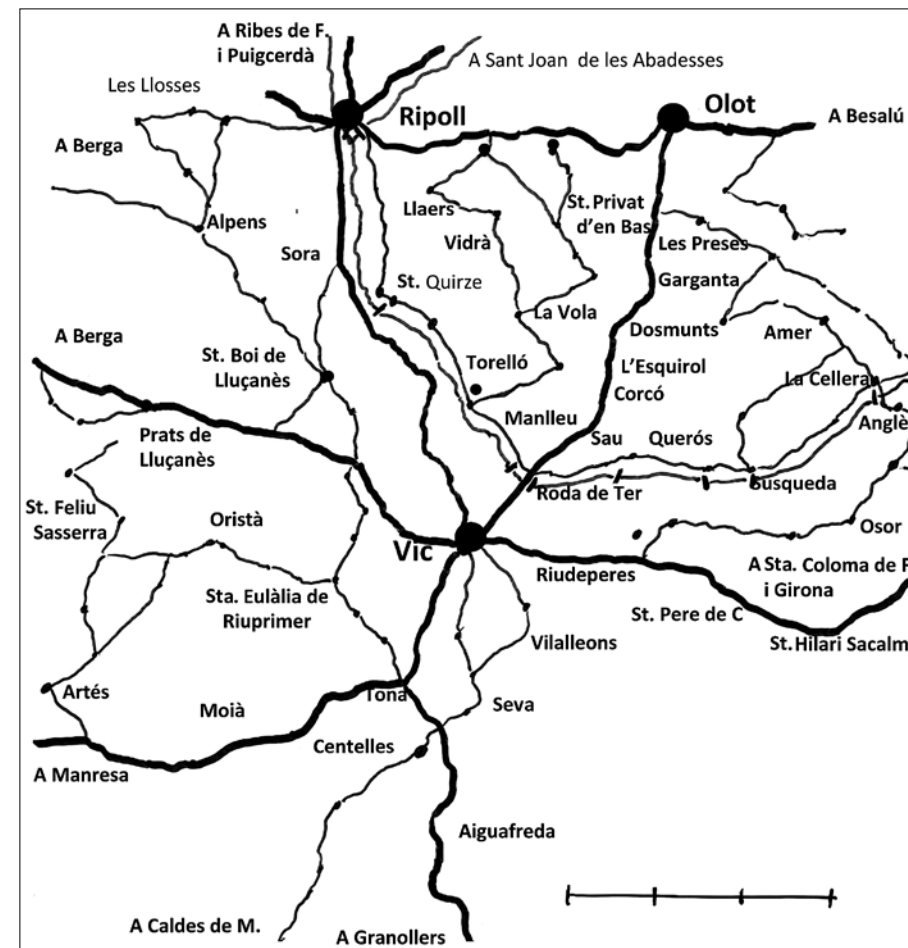 A Ribes de F.
i Puigcerdà
A Sant Joan de les Abadesses
Les Llosses
Ripoll
Olot
A Besalú
A Berga
Llaers
St. Privat
d'en Bas
Alpens
Vidrà
Les Preses
Sora
St. Quirze
Garganta
La Vola
Dosmunts
Amer
A Berga
St. Boi de
Lluçanès
Torelló
L'Esquirol
Corcó
La Cellera
Manlleu
Anglè
Prats de
Lluçanès
Sau
Querós
Susqueda
Roda de Ter
St. Feliu
Sasserra
Oristà
Osor
Vic
Riudeperes
A Sta. Coloma de F
i Girona
Sta. Eulàlia de
Riuprimer
St. Pere de C
St. Hilari Sacalm
Vilalleons
Artés
Tona
Seva
Moià
Centelles
A Manresa
Aiguafreda
A Caldes de M.
A Granollers